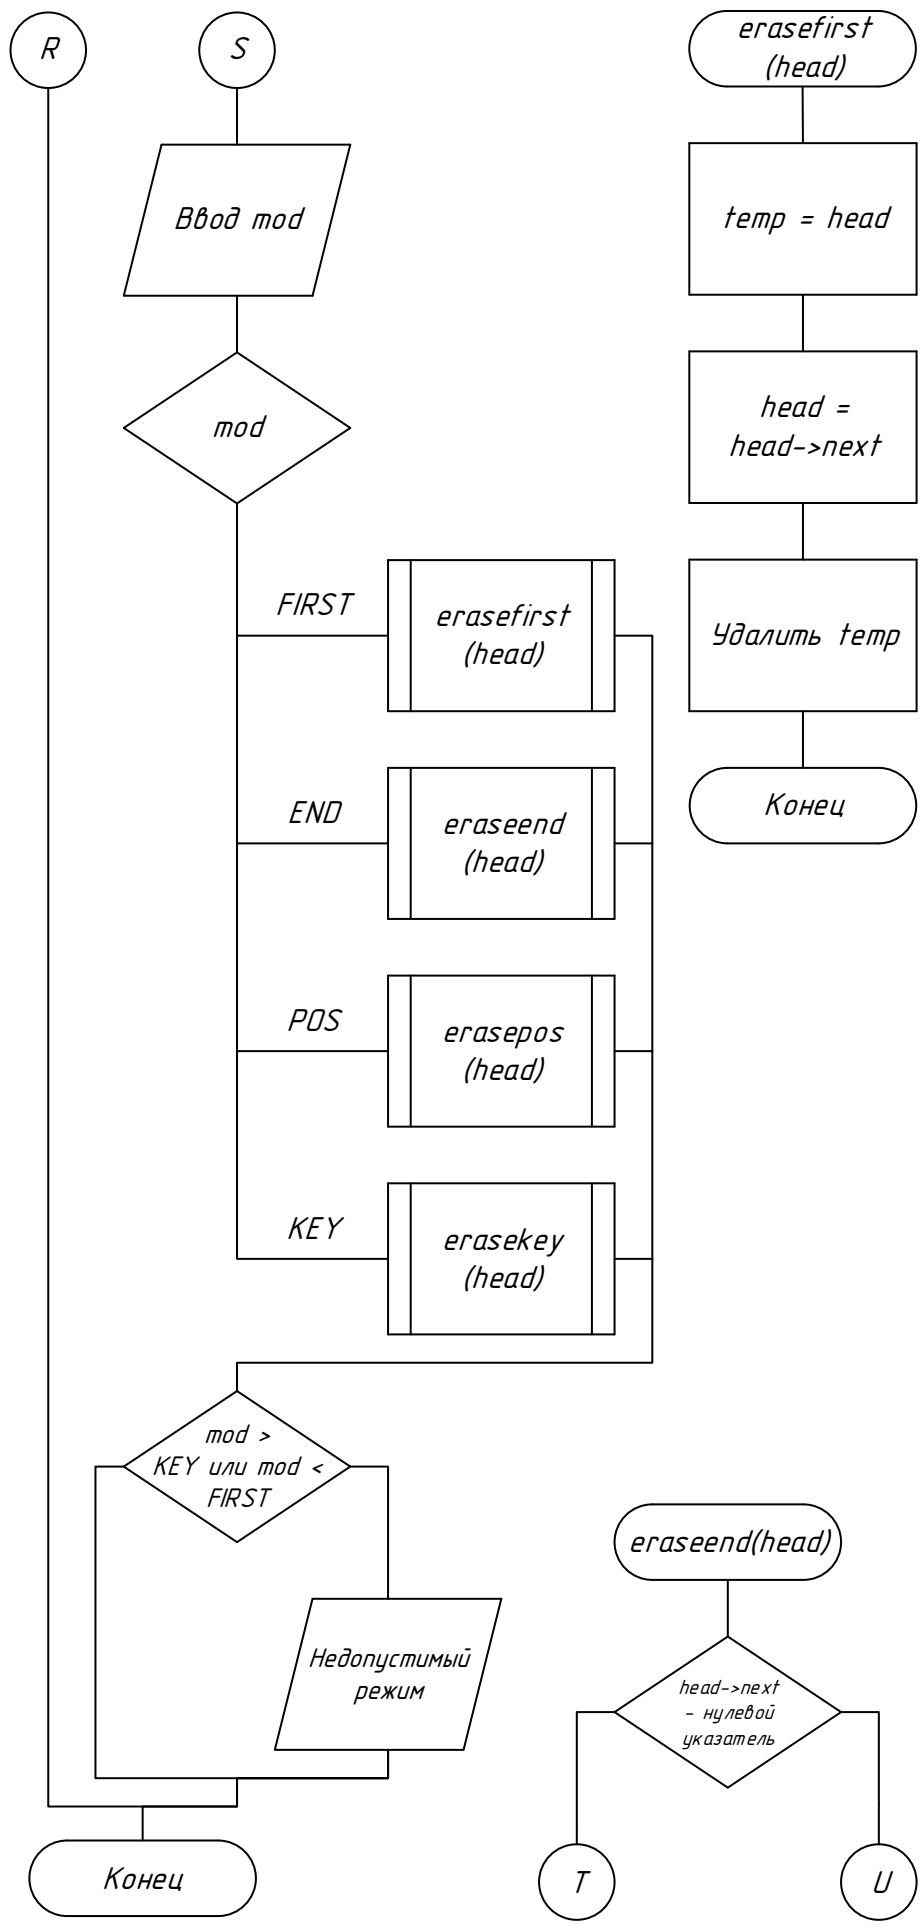 R
S
Ввод mod
mod
FIRST
erasefirst
(head)
END
eraseend
(head)
POS
erasepos
(head)
KEY
erasekey
(head)
mod >
KEY или mod <
FIRST
Недопустимый
режим
Конец
erasefirst
(head)
temp = head
head =
head->next
Удалить temp
Конец
eraseend(head)
head->next
- нулевой
указатель
T
U